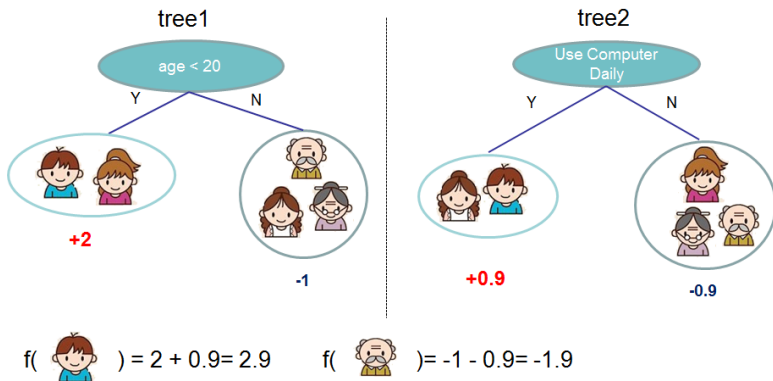 tree1
tree2
age < 20
Use Computer
Daily
Y
N
Y
N
+2
-1
+0.9
-0.9
f( ) = 2 + 0.9= 2.9
f( )= -1 - 0.9= -1.9